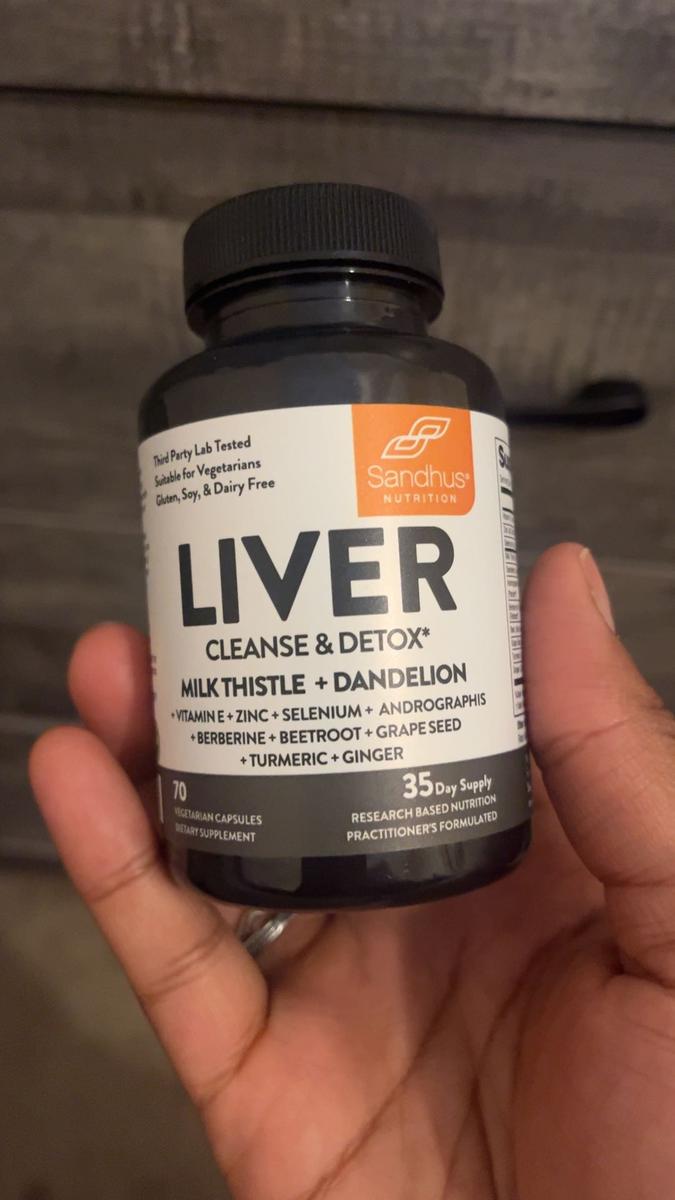 Third Party Lab Tested
Suitable for Vegetarians
Gluten, Soy, & Dairy Free
Sandhus®
NUTRITION
LIVER
CLEANSE & DETOX*
MILK THISTLE + DANDELION
+ VITAMIN E + ZINC + SELENIUM + ANDROGRAPHIS
+ BERBERINE + BEETROOT + GRAPE SEED
+ TURMERIC + GINGER
70
VEGETARIAN CAPSULES
DIETARY SUPPLEMENT
35 Day Supply
RESEARCH BASED NUTRITION
PRACTITIONER'S FORMULATED